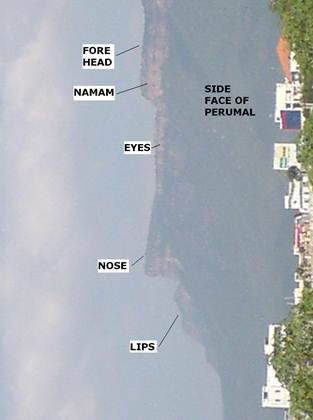 FORE
HEAD
NAMAM
SIDE
FACE OF
PERUMAL
EYES
NOSE
LIPS